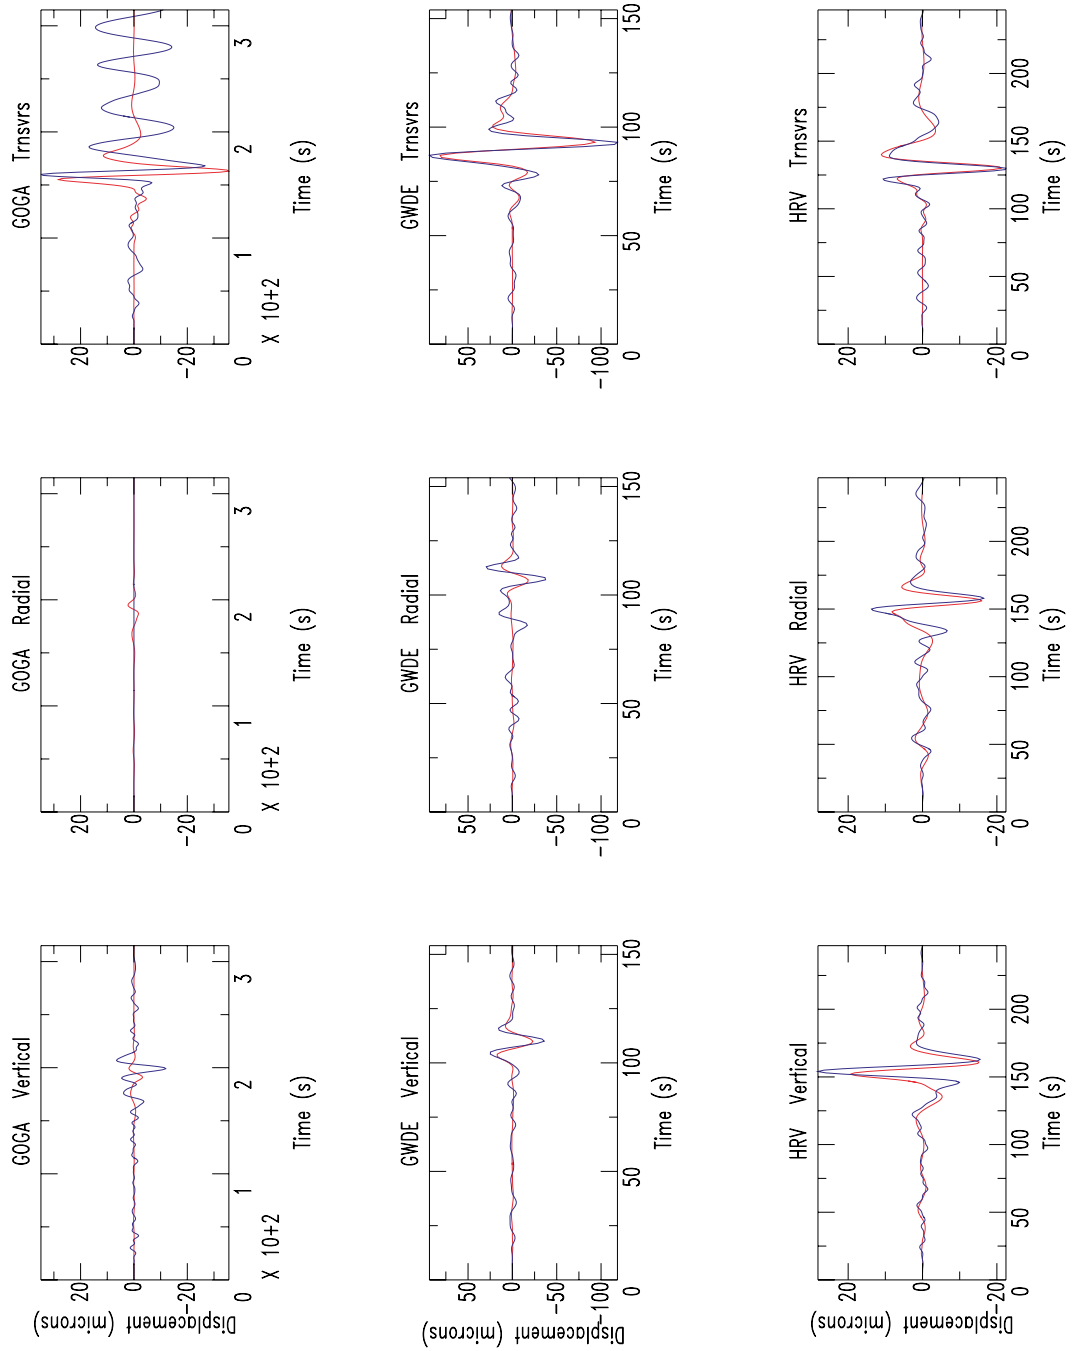 GOGA Vertical
20
0
-20
Displacement (microns)
0
1
2
3
X 10+2
Time (s)
GOGA Radial
20
0
-20
0
1
2
3
X 10+2
Time (s)
GOGA Trnsvrs
20
0
-20
0
1
2
3
X 10+2
Time (s)
GWDE Vertical
50
0
-50
-100
Displacement (microns)
0
50
100
150
Time (s)
GWDE Radial
50
0
-50
-100
0
50
100
150
Time (s)
GWDE Trnsvrs
50
0
-50
-100
0
50
100
150
Time (s)
HRV Vertical
20
0
-20
Displacement (microns)
0
50
100
150
200
Time (s)
HRV Radial
20
0
-20
0
50
100
150
200
Time (s)
HRV Trnsvrs
20
0
-20
0
50
100
150
200
Time (s)